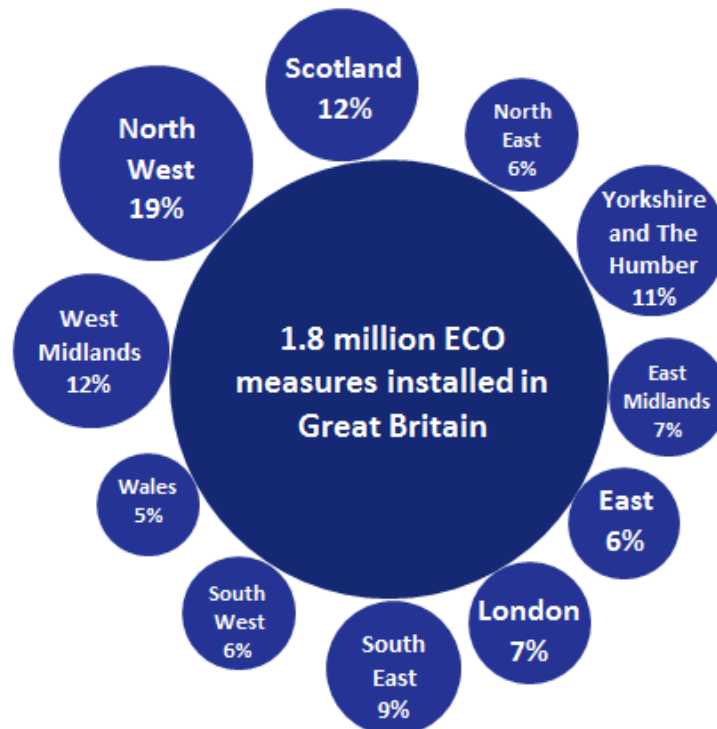 Scotland
12%
North
East
6%
North
West
19%
Yorkshire
and The
Humber
11%
West
Midlands
12%
1.8 million ECO
measures installed in
Great Britain
East
Midlands
7%
Wales
5%
East
6%
South
West
6%
London
7%
South
East
9%